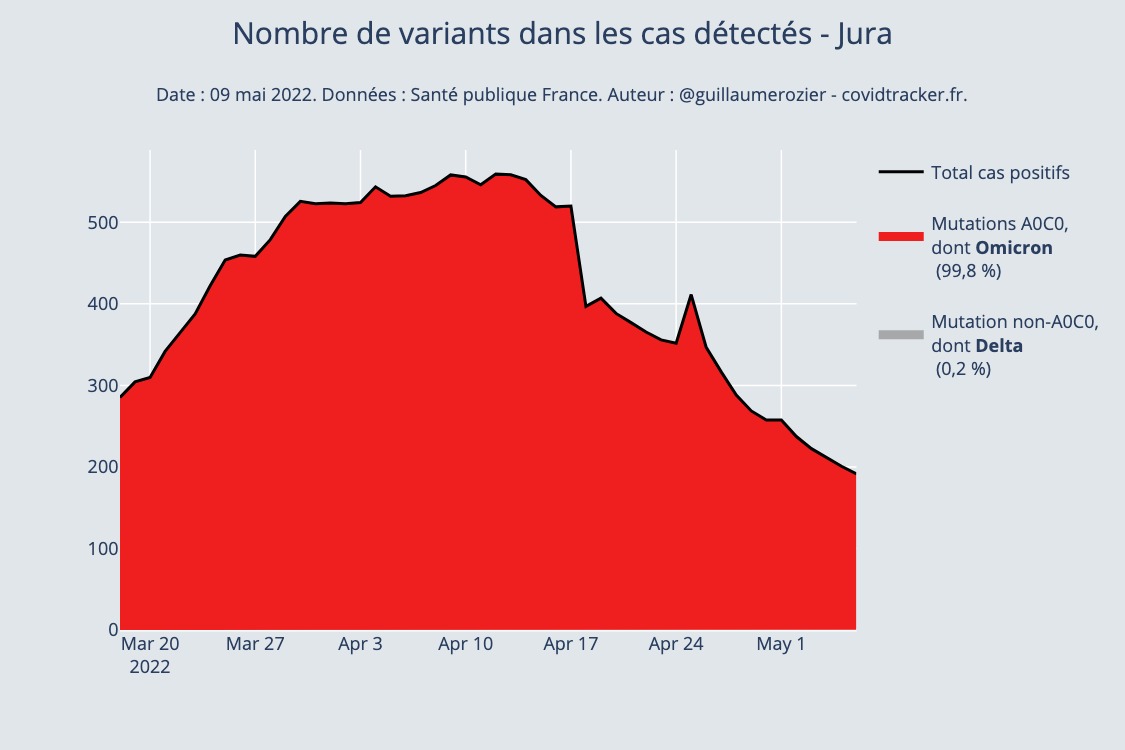 Nombre de variants dans les cas détectés - Jura
Date : 09 mai 2022. Données : Santé publique France. Auteur : @guillaumerozier - covidtracker.fr.
Total cas positifs
Mutations A0C0,
dont Omicron
(99,8 %)
Mutation non-A0C0,
dont Delta
(0,2 %)
500
400
300
200
100
0
Mar 20 Mar 27 Apr 3 Apr 10 Apr 17 Apr 24 May 1
2022